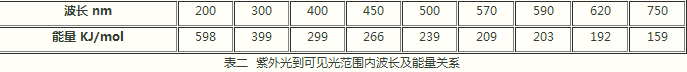 波长 nm 200 300 400 450 500 570 590 620 750
能量 KJ/mol 598 399 299 266 239 209 203 192 159
表二 紫外光到可见光范围内波长及能量关系